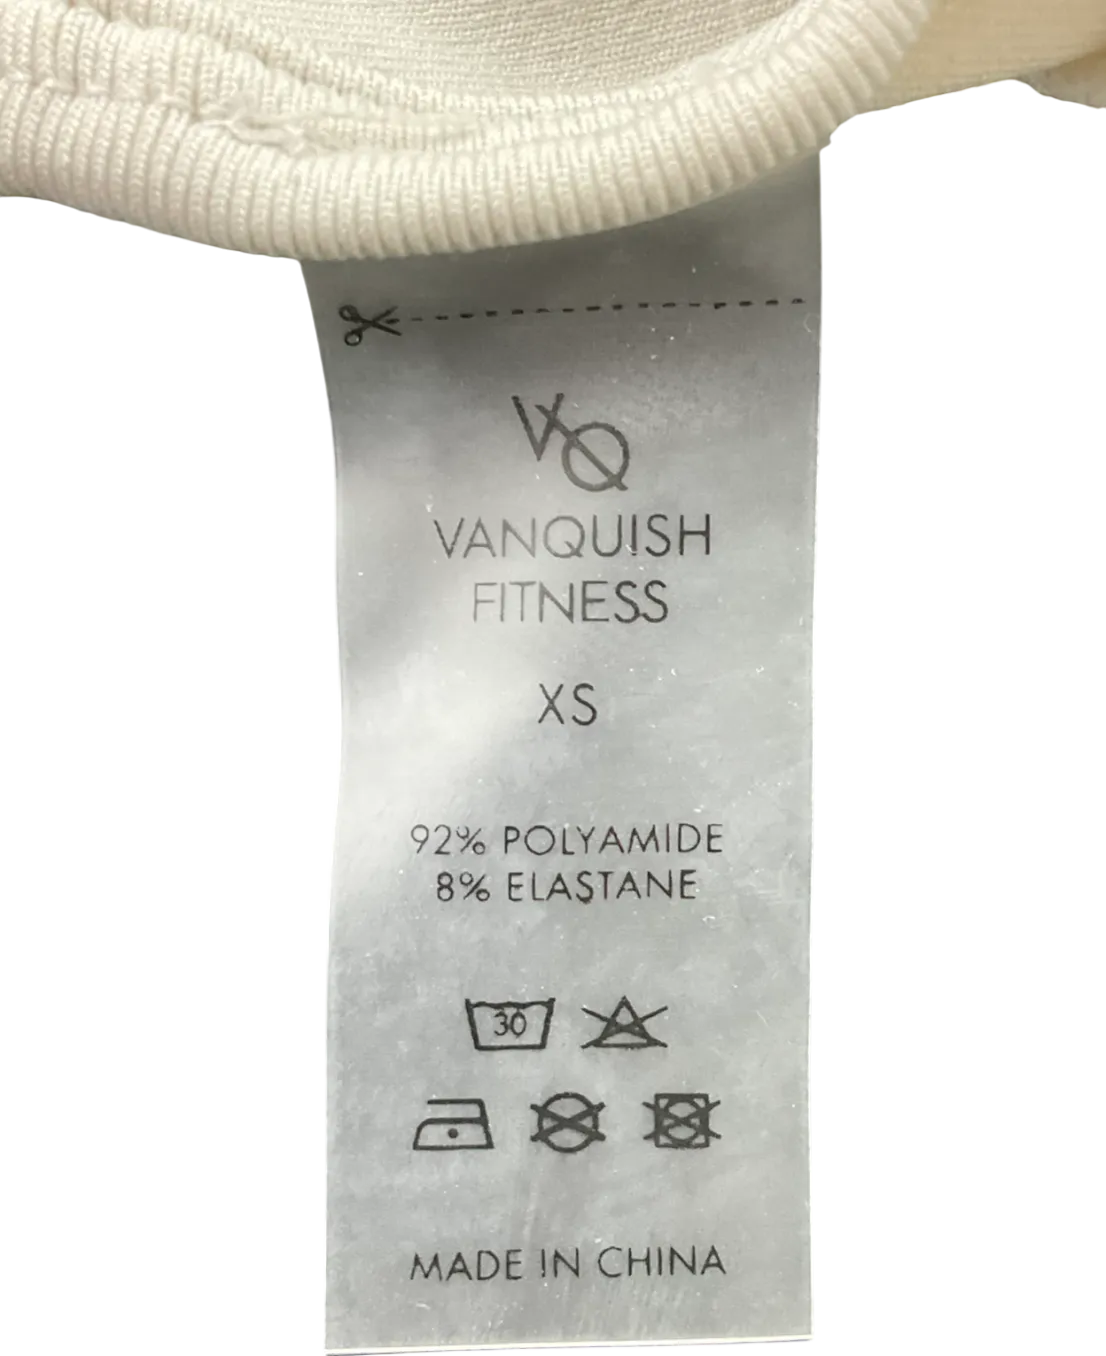 VQ
VANQUISH
FITNESS
XS
92% POLYAMIDE
8% ELASTANE
30
MADE IN CHINA